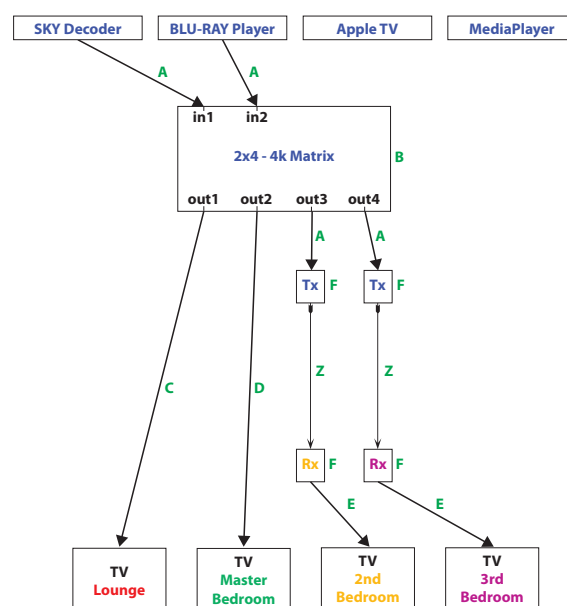 SKY Decoder
BLU-RAY Player
Apple TV
MediaPlayer
A
A
in1
in2
2x4 - 4k Matrix
B
out1
out2
out3
out4
A
A
Tx
F
Tx
F
Z
Z
C
D
Rx
F
Rx
F
E
E
TV
Lounge
TV
Master
Bedroom
TV
2nd
Bedroom
TV
3rd
Bedroom